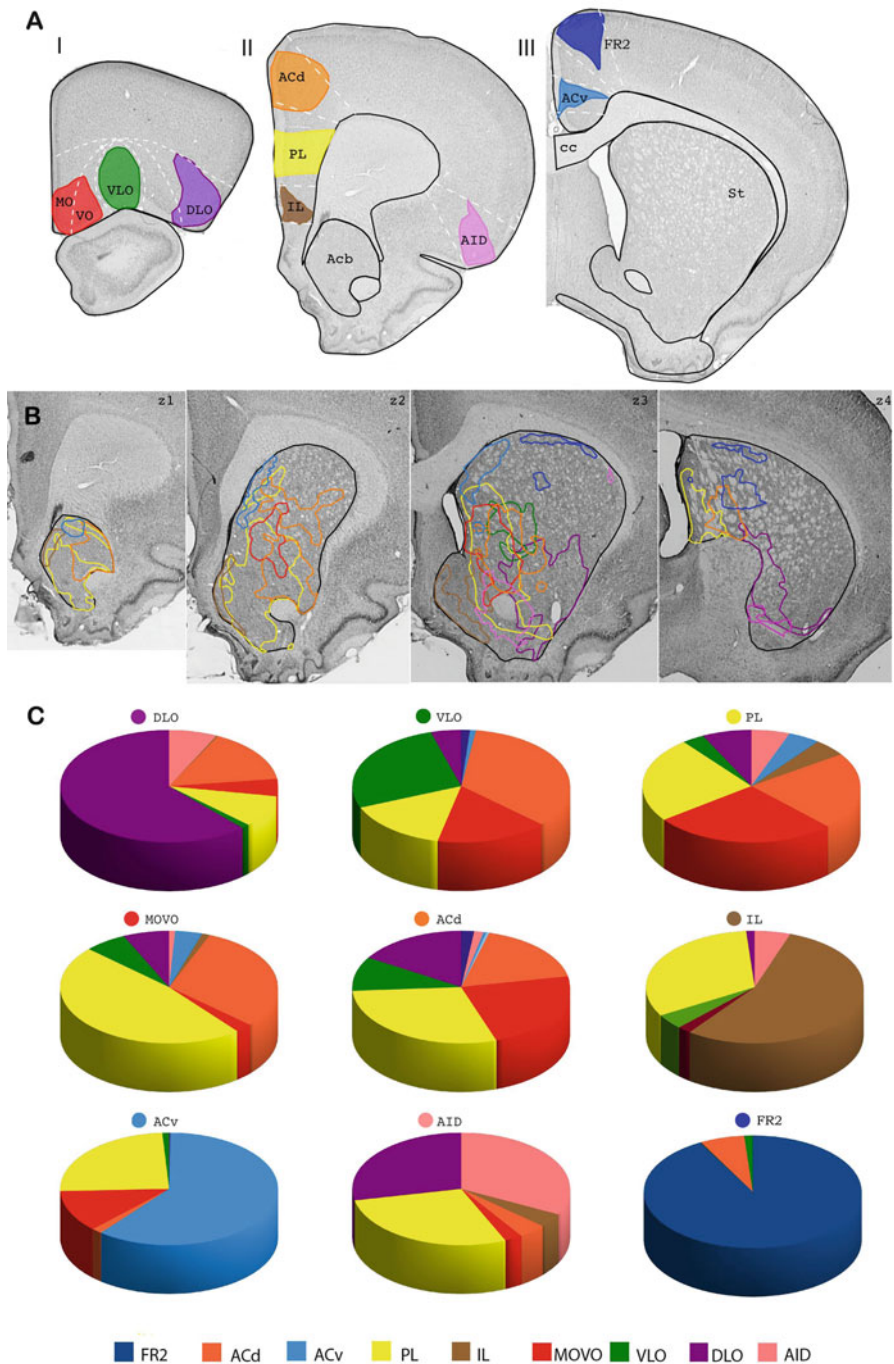 A
I
II
III
FR2
ACd
ACv
PL
cc
VLO
MO
VO
DLO
IL
St
Acb
AID
B
z1
z2
z3
z4
C
DLO
VLO
PL
MOVO
ACd
IL
ACv
AID
FR2
FR2 ACd ACv PL IL MOVO VLO DLO AID